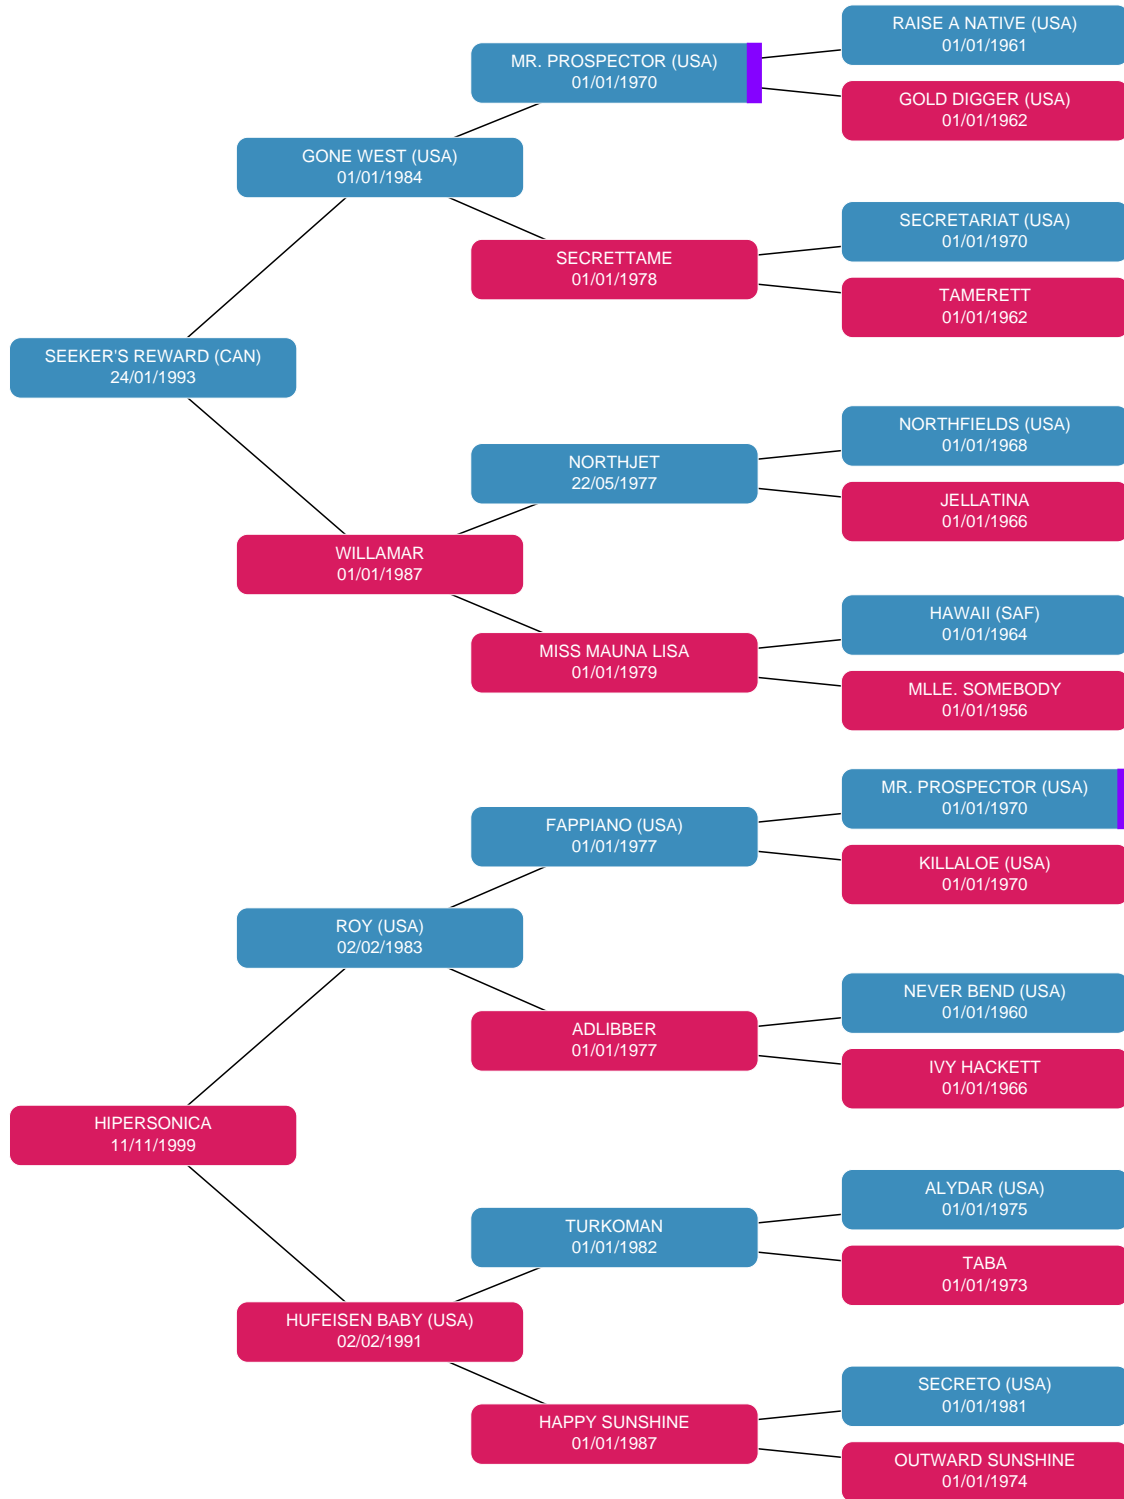 RAISE A NATIVE (USA)
01/01/1961
MR. PROSPECTOR (USA)
01/01/1970
GOLD DIGGER (USA)
01/01/1962
GONE WEST (USA)
01/01/1984
SECRETARIAT (USA)
01/01/1970
SECRETTAME
01/01/1978
TAMERETT
01/01/1962
SEEKER'S REWARD (CAN)
24/01/1993
NORTHFIELDS (USA)
01/01/1968
NORTHJET
22/05/1977
JELLATINA
01/01/1966
WILLAMAR
01/01/1987
HAWAII (SAF)
01/01/1964
MISS MAUNA LISA
01/01/1979
MLLE. SOMEBODY
01/01/1956
MR. PROSPECTOR (USA)
01/01/1970
FAPPIANO (USA)
01/01/1977
KILLALOE (USA)
01/01/1970
ROY (USA)
02/02/1983
NEVER BEND (USA)
01/01/1960
ADLIBBER
01/01/1977
IVY HACKETT
01/01/1966
HIPERSONICA
11/11/1999
ALYDAR (USA)
01/01/1975
TURKOMAN
01/01/1982
TABA
01/01/1973
HUFEISEN BABY (USA)
02/02/1991
SECRETO (USA)
01/01/1981
HAPPY SUNSHINE
01/01/1987
OUTWARD SUNSHINE
01/01/1974